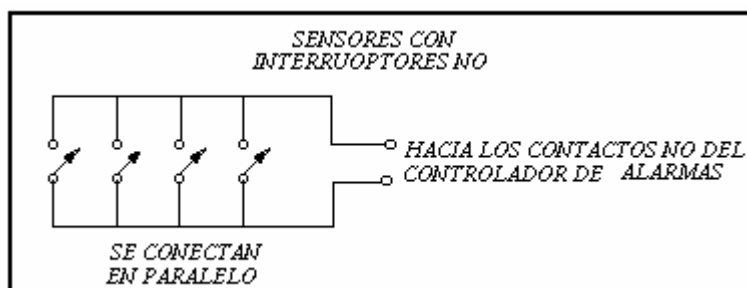 SENSORES CON
INTERRUOPTORES NO
HACIA LOS CONTACTOS NO DEL
CONTROLADOR DE ALARMAS
SE CONECTAN
EN PARALELO